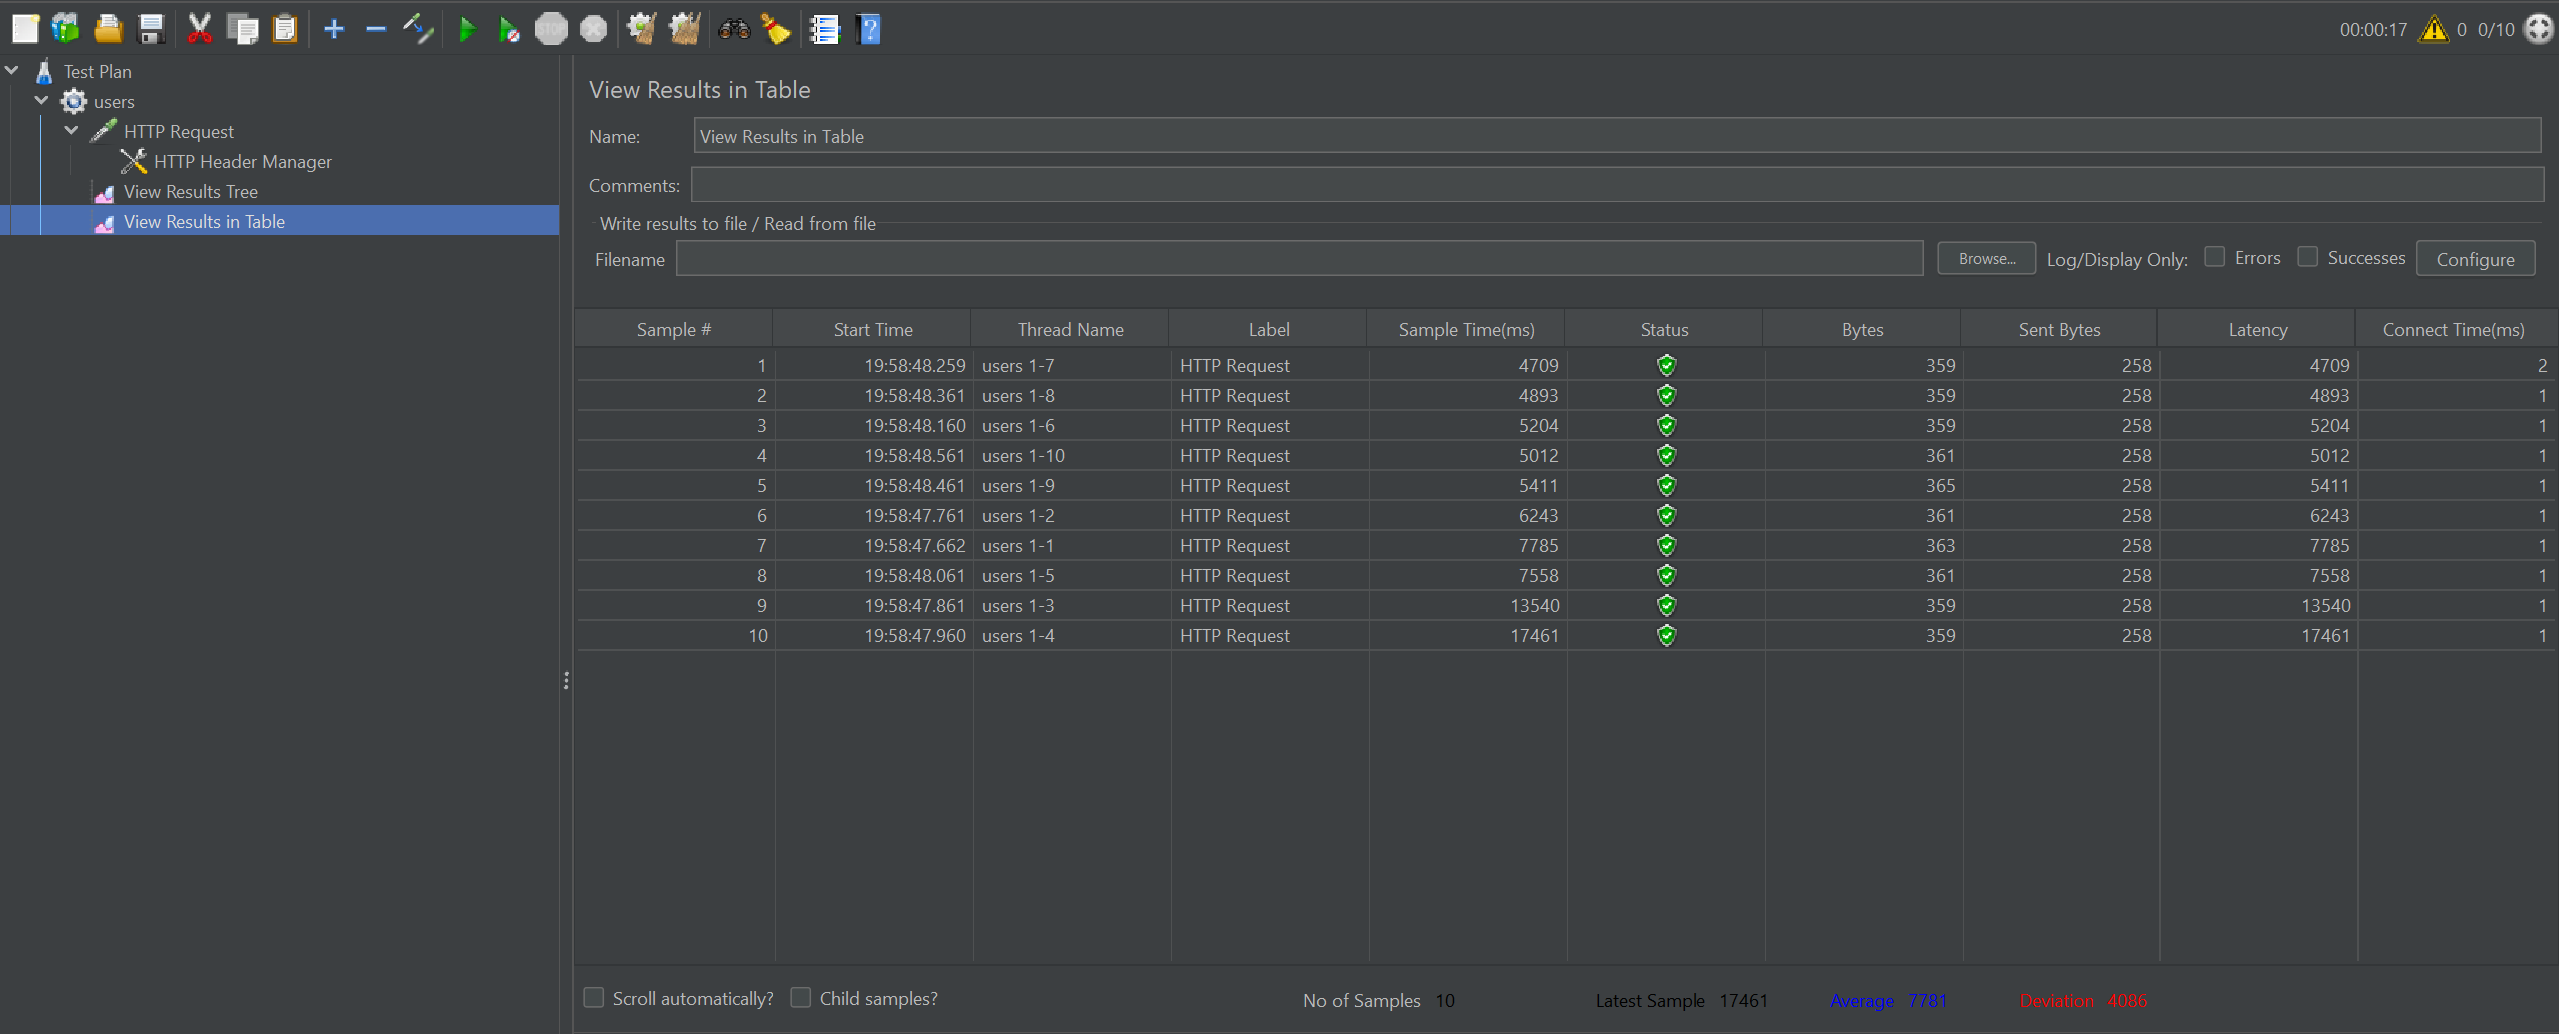 00:00:17 0 0/10
Test Plan
users
HTTP Request
HTTP Header Manager
View Results Tree
View Results in Table
View Results in Table
Name: View Results in Table
Comments:
Write results to file / Read from file
Filename Browse... Log/Display Only: Errors Successes Configure
Sample # Start Time Thread Name Label Sample Time(ms) Status Bytes Sent Bytes Latency Connect Time(ms)
1 19:58:48.259 users 1-7 HTTP Request 4709 359 258 4709 2
2 19:58:48.361 users 1-8 HTTP Request 4893 359 258 4893 1
3 19:58:48.160 users 1-6 HTTP Request 5204 359 258 5204 1
4 19:58:48.561 users 1-10 HTTP Request 5012 361 258 5012 1
5 19:58:48.461 users 1-9 HTTP Request 5411 365 258 5411 1
6 19:58:47.761 users 1-2 HTTP Request 6243 361 258 6243 1
7 19:58:47.662 users 1-1 HTTP Request 7785 363 258 7785 1
8 19:58:48.061 users 1-5 HTTP Request 7558 361 258 7558 1
9 19:58:47.861 users 1-3 HTTP Request 13540 359 258 13540 1
10 19:58:47.960 users 1-4 HTTP Request 17461 359 258 17461 1
Scroll automatically? Child samples? No of Samples 10 Latest Sample 17461 Average 7781 Deviation 4086